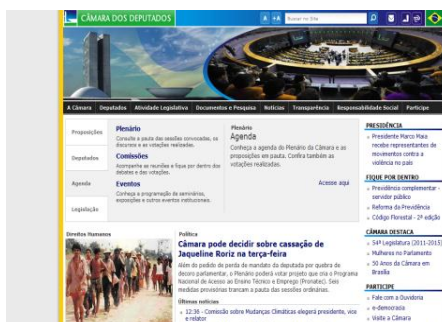 CÂMARA DOS DEPUTADOS
A +A Buscar no Site
A Câmara Deputados Atividade Legislativa Documentos e Pesquisa Notícias Transparência Responsabilidade Social Participe
Proposições
Deputados
Agenda
Legislação
Plenário
Consulte a pauta das sessões convocadas, os
discursos e as votações realizadas.
Comissões
Acompanhe as reuniões e fique por dentro dos
debates e das votações.
Eventos
Conheça a programação de seminários,
exposições e outros eventos institucionais.
Plenário
Agenda
Conheça a agenda do Plenário da Câmara e as
proposições em pauta. Confira também as
votações realizadas.
Acesse aqui
PRESIDÊNCIA
Presidente Marco Maia
recebe representantes de
movimentos contra a
violência no país
FIQUE POR DENTRO
Previdência complementar -
servidor público
Reforma da Previdência
Código Florestal - 2ª edição
CÂMARA DESTACA
54ª Legislatura (2011-2015)
Mulheres no Parlamento
50 Anos da Câmara em
Brasília
PARTICIPE
Fale com a Ouvidoria
e-democracia
Visite a Câmara
Direitos Humanos
Política
Câmara pode decidir sobre cassação de
Jaqueline Roriz na terça-feira
Além do pedido de perda de mandato da deputada por quebra de
decoro parlamentar, o Plenário poderá votar projeto que cria o Programa
Nacional de Acesso ao Ensino Técnico e Emprego (Pronatec). Seis
medidas provisórias trancam a pauta das sessões ordinárias.
Últimas notícias
12:36 - Comissão sobre Mudanças Climáticas elegerá presidente, vice
e relator